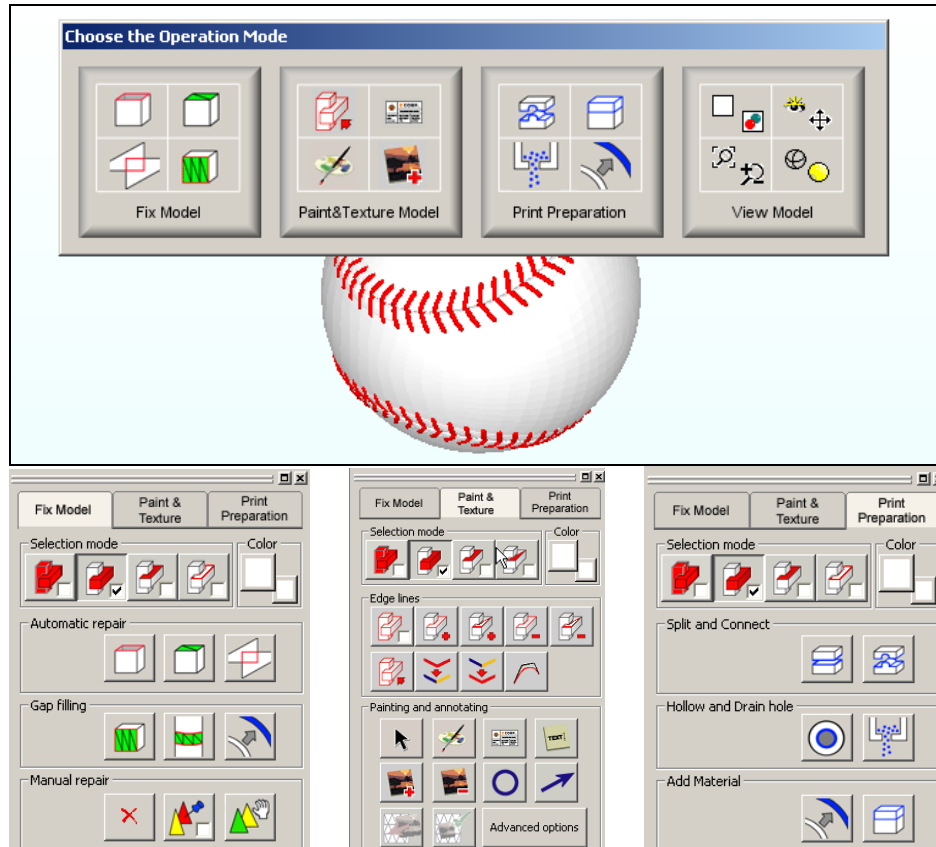 Choose the Operation Mode
Fix Model
Paint&Texture Model
Print Preparation
View Model
Fix Model
Paint &
Texture
Print
Preparation
Selection mode
Color
Automatic repair
Gap filling
Manual repair
Fix Model
Paint &
Texture
Print
Preparation
Selection mode
Color
Edge lines
Painting and annotating
TEXT
Advanced options
Fix Model
Paint &
Texture
Print
Preparation
Selection mode
Color
Split and Connect
Hollow and Drain hole
Add Material